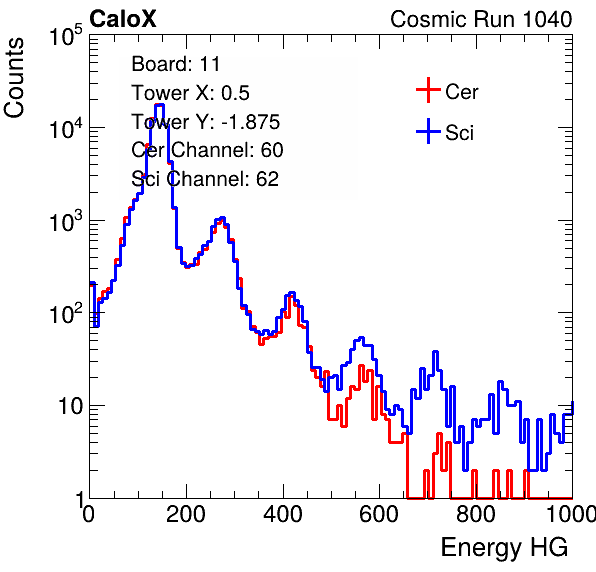 CaloX Cosmic Run 1040
Counts
Board: 11
Tower X: 0.5
Tower Y: -1.875
Cer Channel: 60
Sci Channel: 62
Cer
Sci
10^5
10^4
10^3
10^2
10
1
0 200 400 600 800 1000
Energy HG